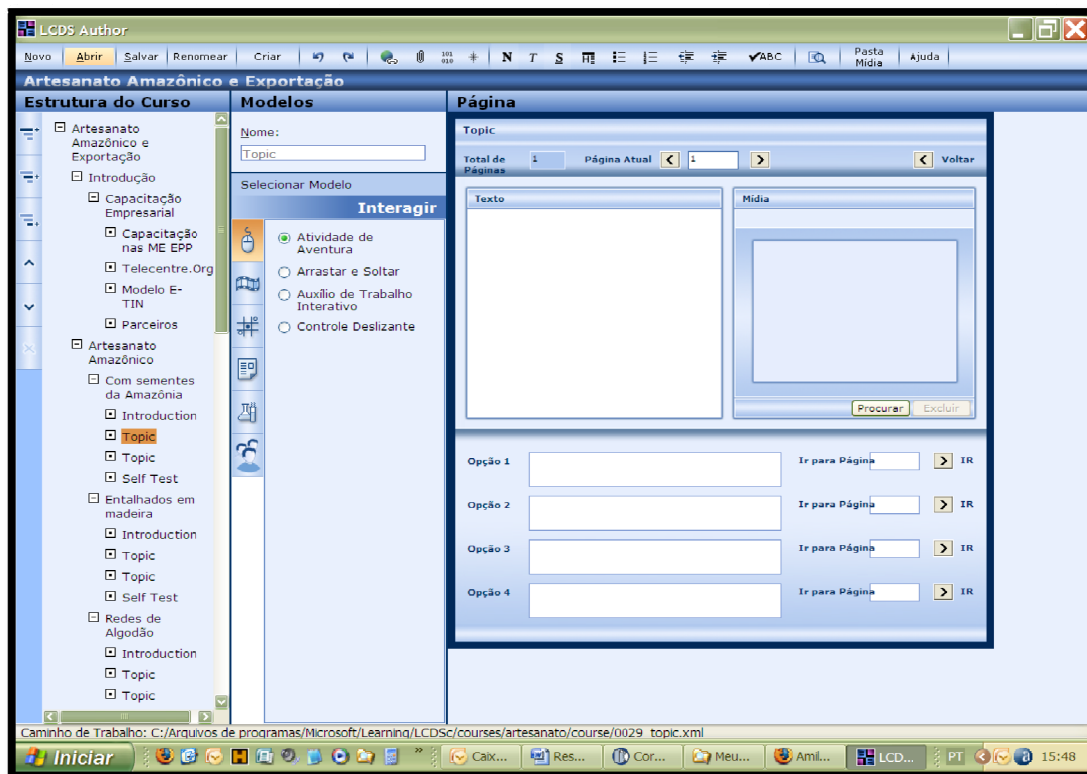 LCDS Author
Novo Abrir Salvar Renomear Criar N T S ABC Pasta Mídia Ajuda
Artesanato Amazônico e Exportação
Estrutura do Curso
Artesanato
Amazônico e
Exportação
Introdução
Capacitação
Empresarial
Capacitação
nas ME EPP
Telecentre.Org
Modelo E-
TIN
Parceiros
Artesanato
Amazônico
Com sementes
da Amazônia
Introduction
Topic
Topic
Self Test
Entalhados em
madeira
Introduction
Topic
Topic
Self Test
Redes de
Algodão
Introduction
Topic
Topic
Modelos
Nome:
Topic
Selecionar Modelo
Interagir
Atividade de
Aventura
Arrastar e Soltar
Auxílio de Trabalho
Interativo
Controle Deslizante
Página
Topic
Total de
Páginas
1
Página Atual
1
Voltar
Texto
Mídia
Procurar Excluir
Opção 1 Ir para Página IR
Opção 2 Ir para Página IR
Opção 3 Ir para Página IR
Opção 4 Ir para Página IR
Caminho de Trabalho: C:/Arquivos de programas/Microsoft/Learning/LCDSc/courses/artesanato/course/0029_topic.xml
Iniciar Caix... Res... Cor... Meu... Amil... LCD... PT 15:48